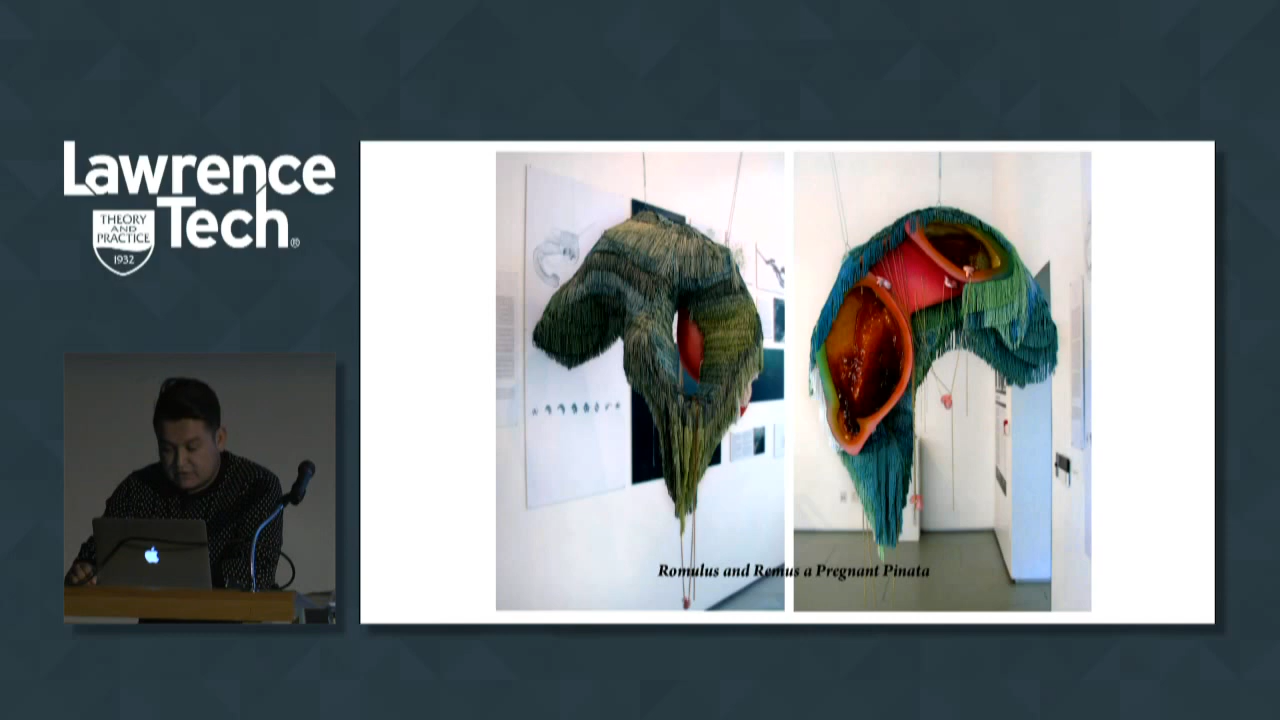 Lawrence
Tech®
THEORY
AND
PRACTICE
1932
Romulus and Remus a Pregnant Pinata